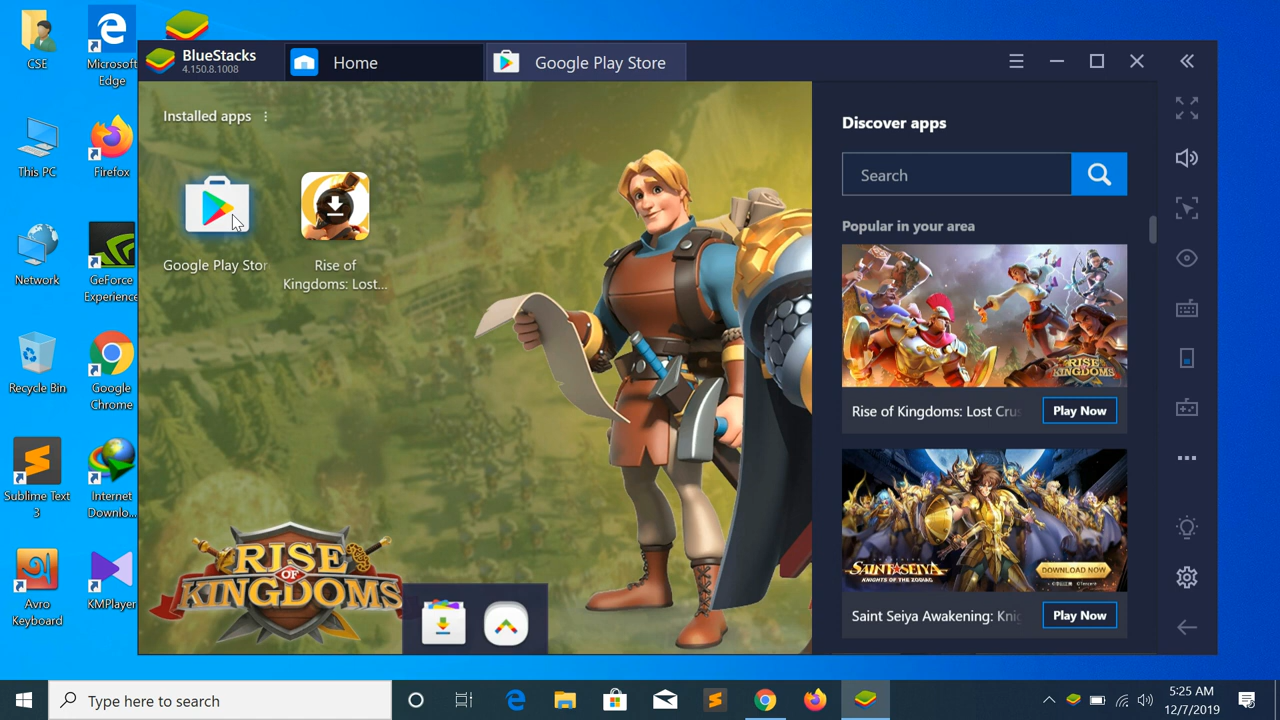 CSE
Microsoft
Edge
This PC
Firefox
Network
GeForce
Experience
Recycle Bin
Google
Chrome
Sublime Text
3
Internet
Downlo...
Avro
Keyboard
KMPlayer
BlueStacks
4.150.8.1008
Home
Google Play Store
Installed apps
Google Play Stor
Rise of
Kingdoms: Lost...
RISE
OF
KINGDOMS
Discover apps
Search
Popular in your area
RISE OF
KINGDOMS
Rise of Kingdoms: Lost Cru
Play Now
SAINT SEIYA
KNIGHTS OF THE ZODIAC
DOWNLOAD NOW
Saint Seiya Awakening: Knig
Play Now
Type here to search
5:25 AM
12/7/2019